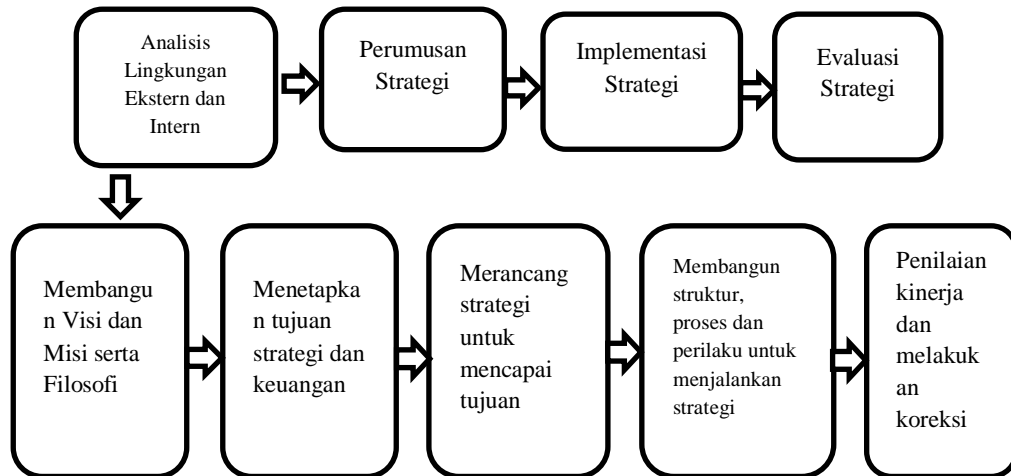 Analisis
Lingkungan
Ekstern dan
Intern
Perumusan
Strategi
Implementasi
Strategi
Evaluasi
Strategi
Membangu
n Visi dan
Misi serta
Filosofi
Menetapka
n tujuan
strategi dan
keuangan
Merancang
strategi
untuk
mencapai
tujuan
Membangun
struktur,
proses dan
perilaku untuk
menjalankan
strategi
Penilaian
kinerja
dan
melakuk
an
koreksi